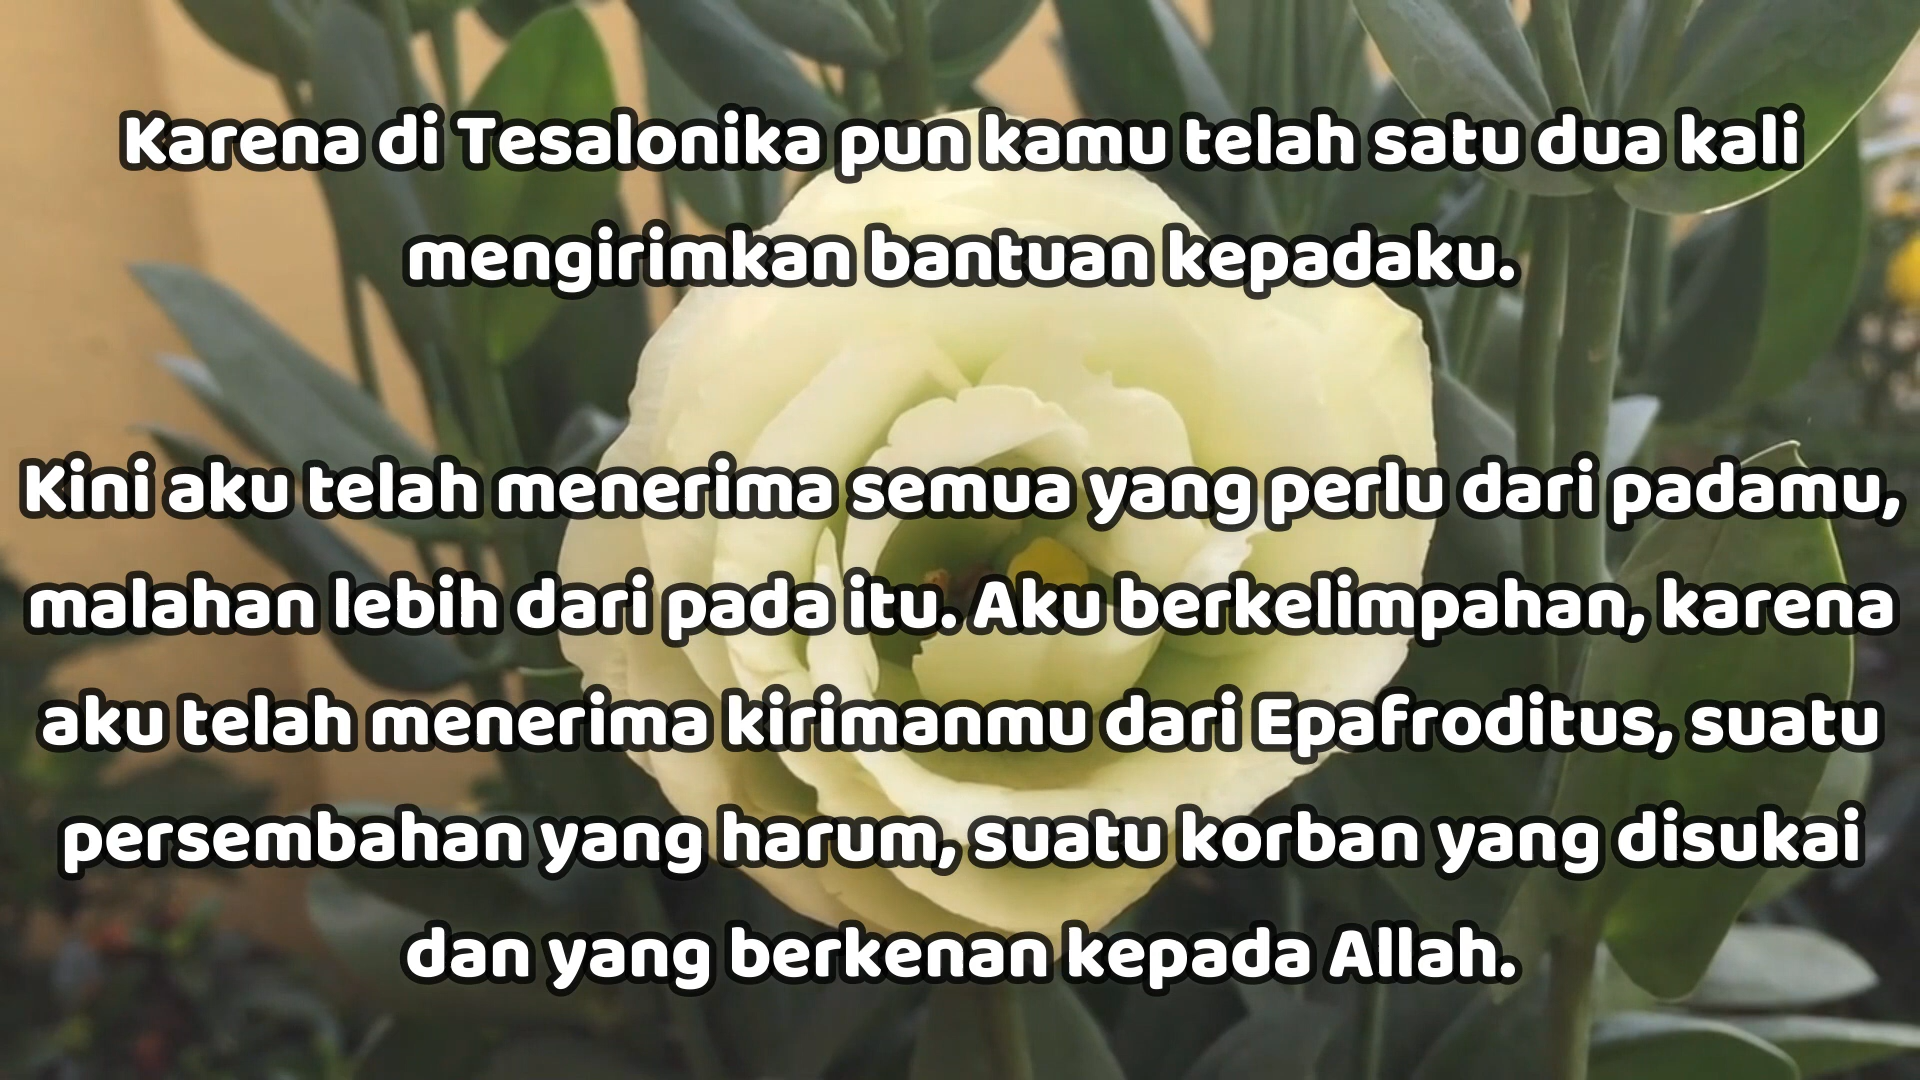 Karena di Tesalonika pun kamu telah satu dua kali
mengirimkan bantuan kepadaku.
Kini aku telah menerima semua yang perlu dari padamu,
malahan lebih dari pada itu. Aku berkelimpahan, karena
aku telah menerima kirimanmu dari Epafroditus, suatu
persembahan yang harum, suatu korban yang disukai
dan yang berkenan kepada Allah.